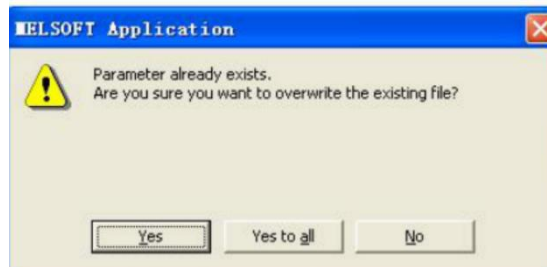 MELSOFT Application
Parameter already exists.
Are you sure you want to overwrite the existing file?
Yes
Yes to all
No